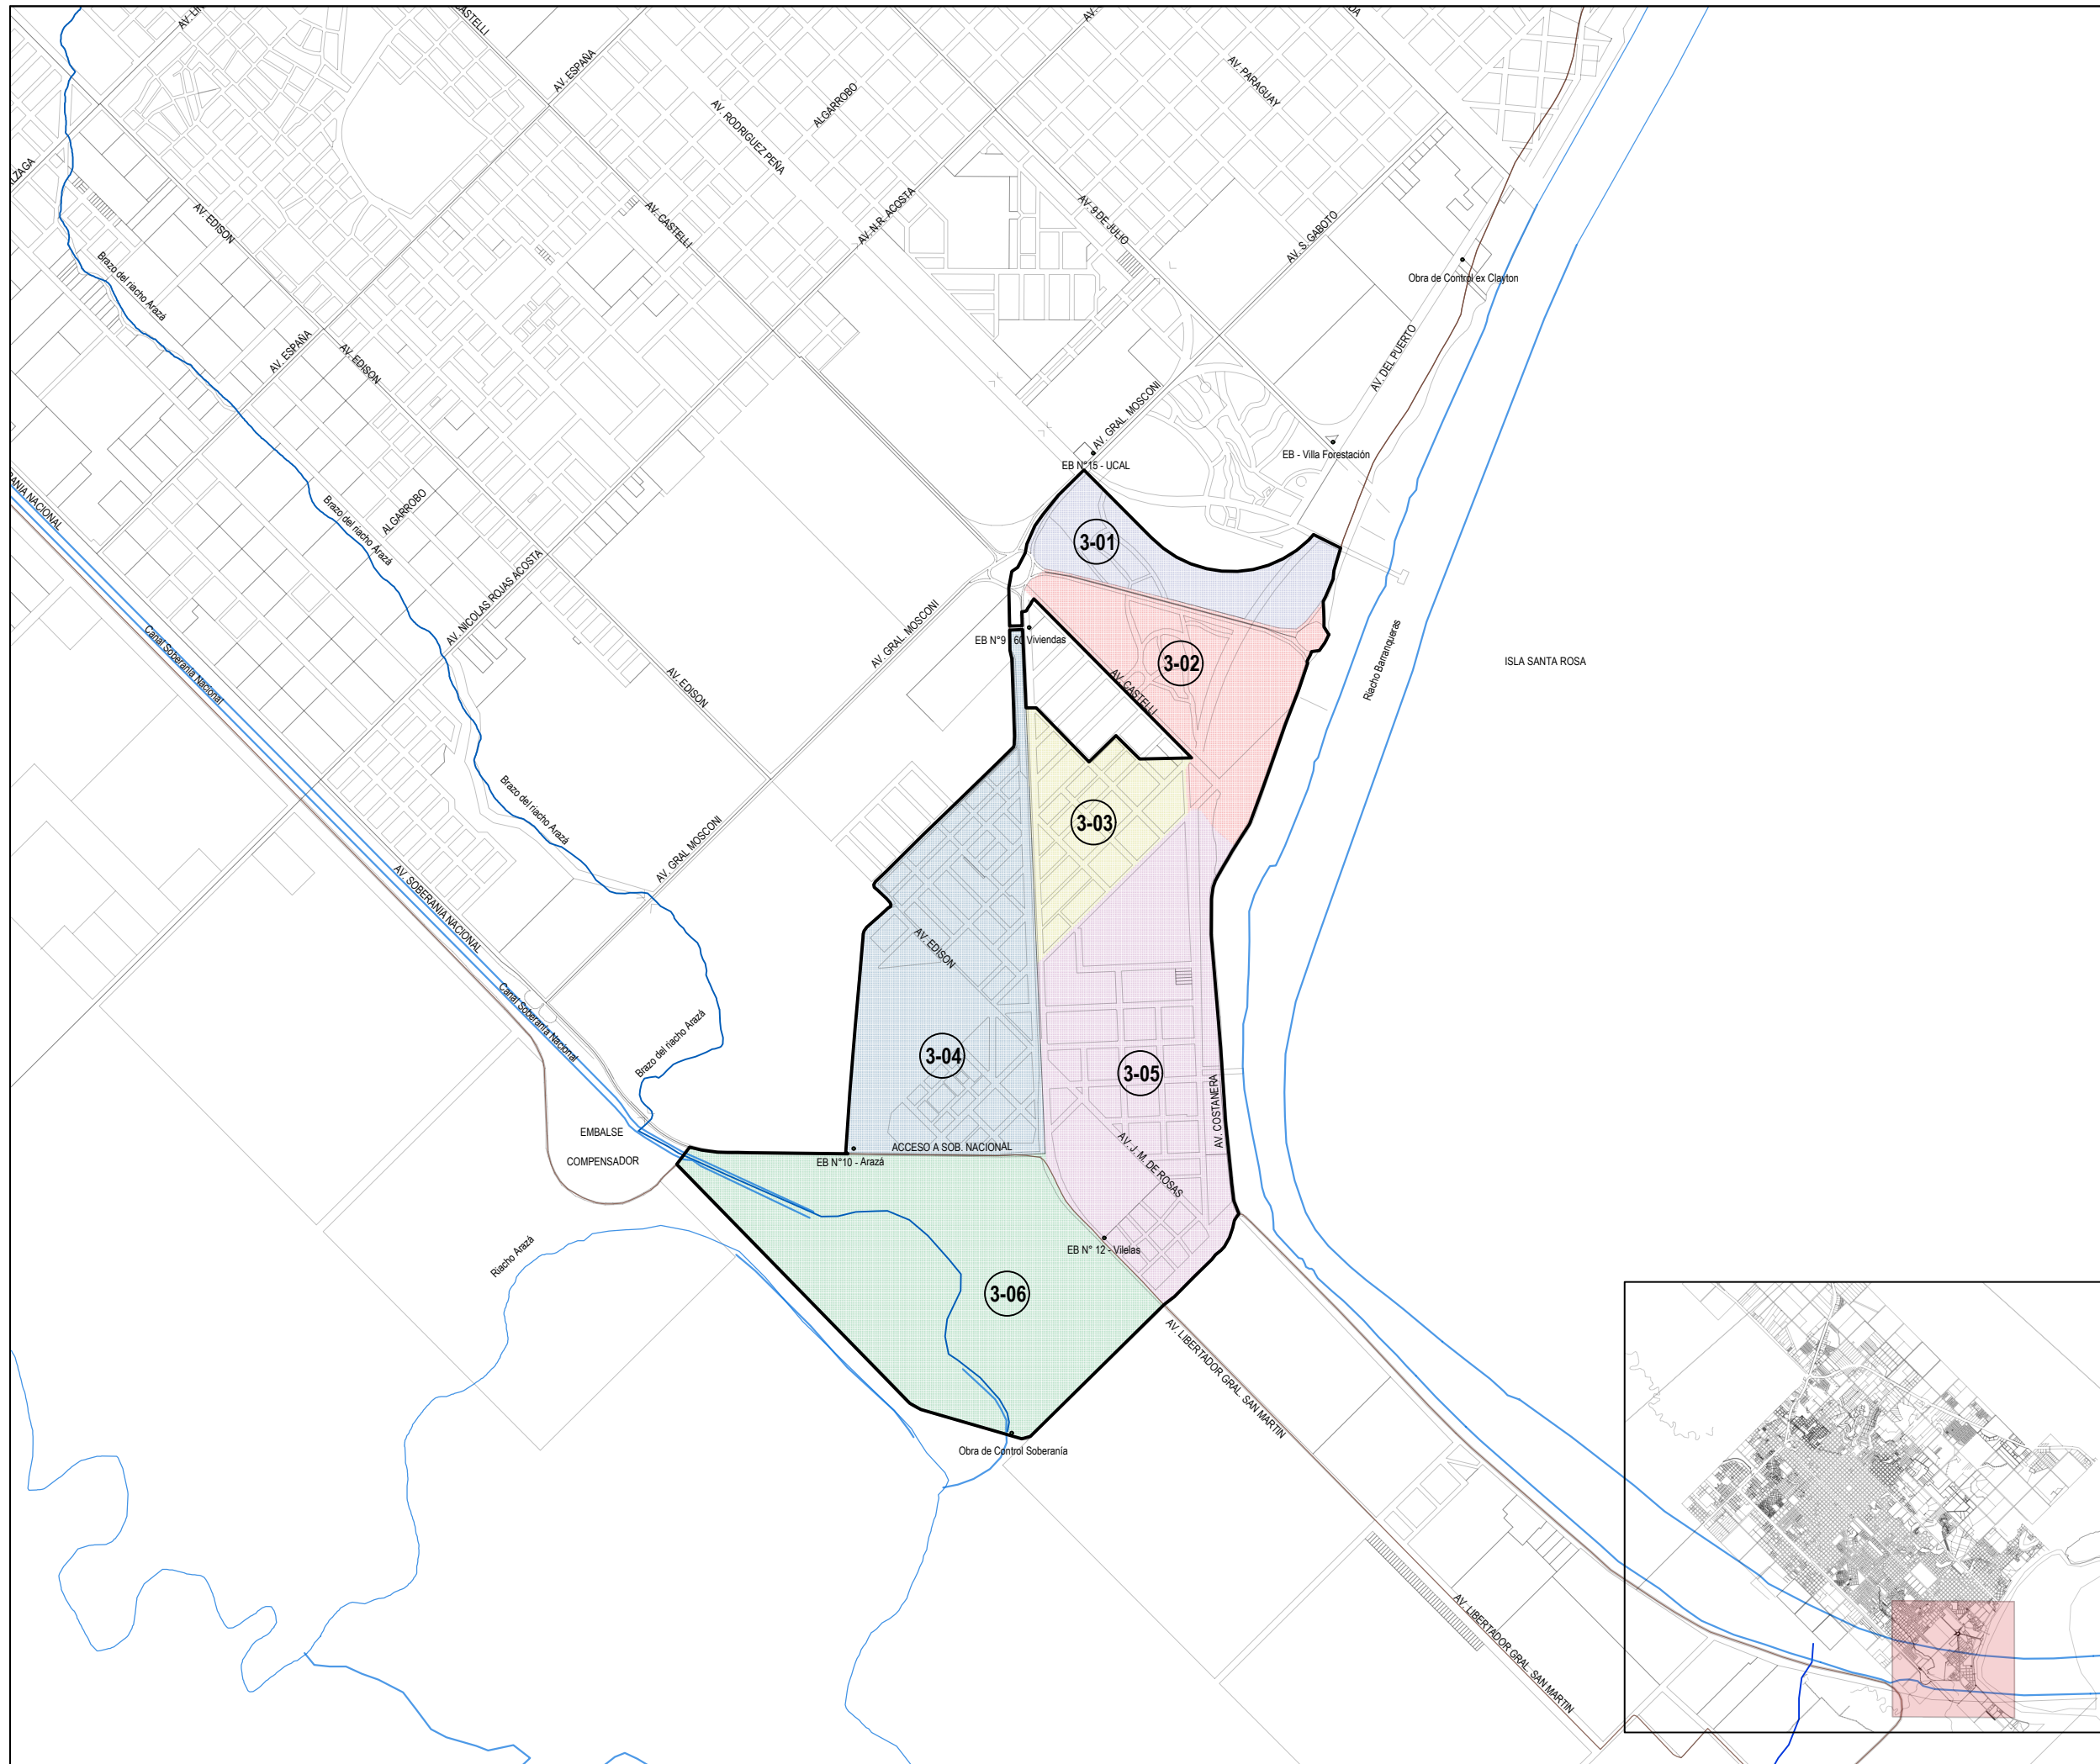 CASTELLI
AV. ESPAÑA
AV. RODRIGUEZ PEÑA
ALGARROBO
AV. PARAGUAY
AV. EDISON
Brazo del riacho Arazá
AV. CASTELLI
AV. N.R. ACOSTA
AV. 9 DE JULIO
AV. S. GABOTO
Obra de Control ex Clayton
AV. ESPAÑA
AV. EDISON
AV. DEL PUERTO
AV. GRAL. MOSCONI
EB N°15 - UCAL
EB - Villa Forestación
ANIA NACIONAL
ALGARROBO
Brazo del riacho Arazá
3-01
AV. NICOLAS ROJAS ACOSTA
AV. GRAL. MOSCONI
EB N°9 - 60 Viviendas
Canal Soberanía Nacional
AV. EDISON
AV. CASTELLI
3-02
Riacho Barranqueras
ISLA SANTA ROSA
Brazo del riacho Arazá
AV. GRAL MOSCONI
3-03
AV. SOBERANIA NACIONAL
AV. EDISON
Canal Soberanía Nacional
Brazo del riacho Arazá
3-04
3-05
AV. COSTANERA
EMBALSE
COMPENSADOR
ACCESO A SOB. NACIONAL
EB N°10 - Arazá
AV. J. M. DE ROSAS
Riacho Arazá
EB N° 12 - Vilelas
3-06
AV. LIBERTADOR GRAL. SAN MARTIN
Obra de Control Soberanía
AV. LIBERTADOR GRAL. SAN MARTIN